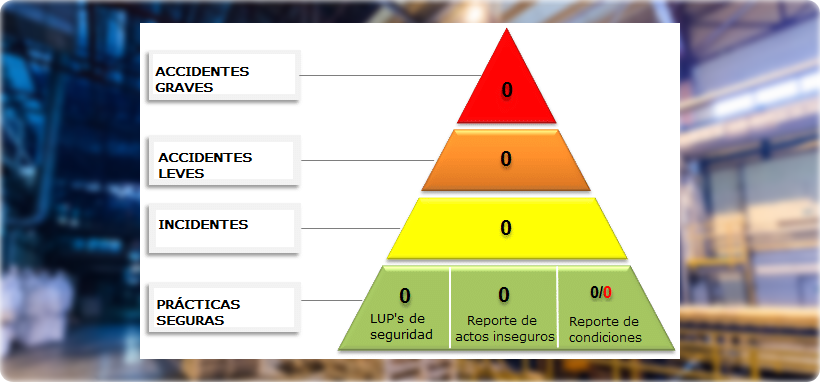 ACCIDENTES
GRAVES
0
ACCIDENTES
LEVES
0
INCIDENTES
0
PRÁCTICAS
SEGURAS
0
LUP's de
seguridad
0
Reporte de
actos inseguros
0/0
Reporte de
condiciones